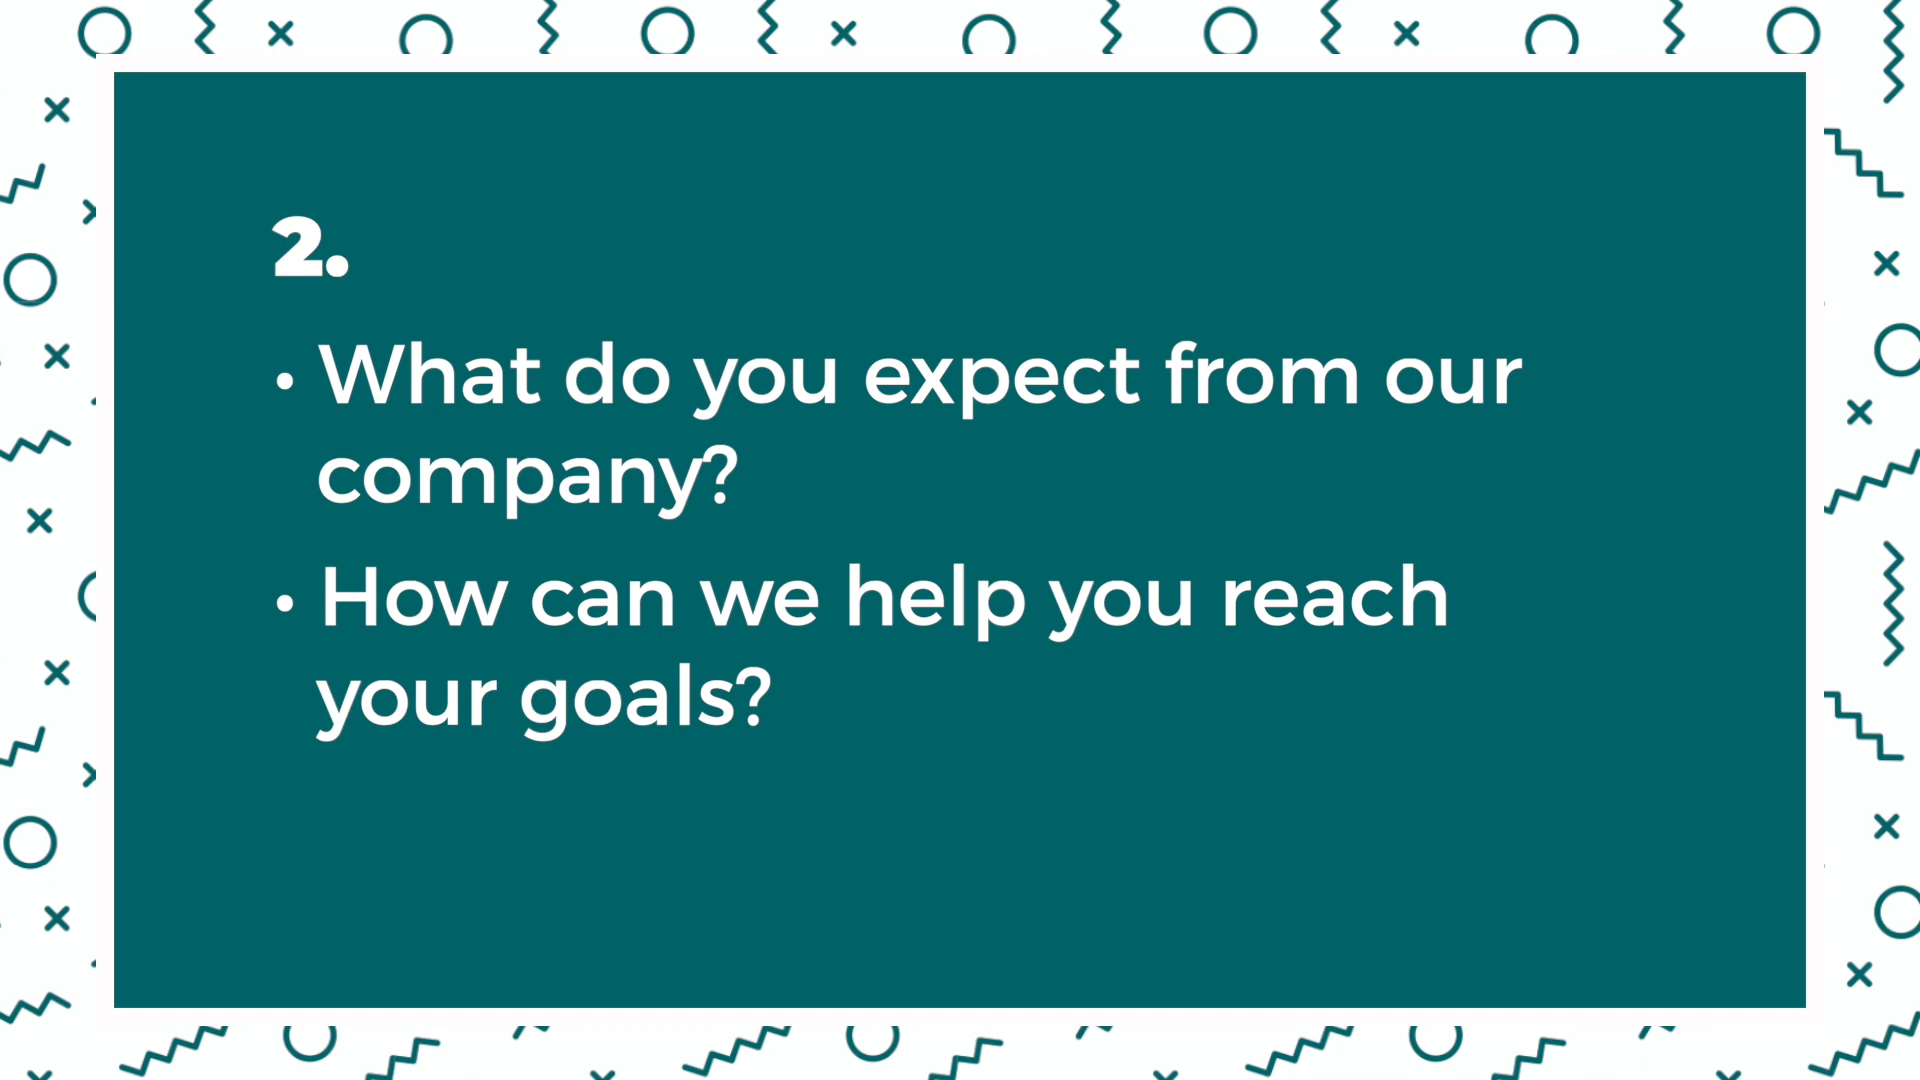 2.
• What do you expect from our
company?
• How can we help you reach
your goals?